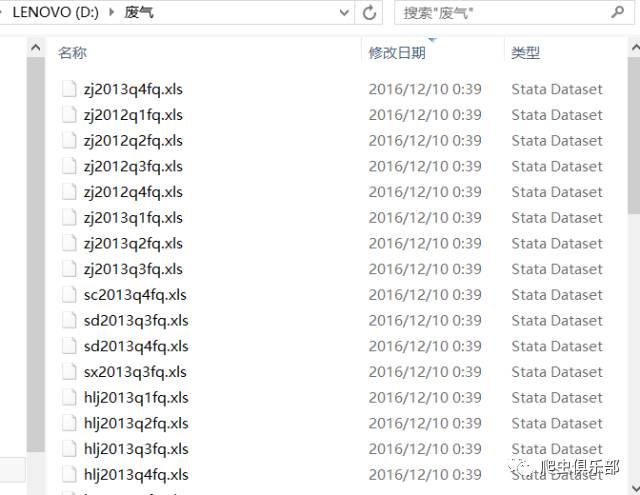 LENOVO (D:) 废气 搜索"废气"
名称 修改日期 类型
zj2013q4fq.xls 2016/12/10 0:39 Stata Dataset
zj2012q1fq.xls 2016/12/10 0:39 Stata Dataset
zj2012q2fq.xls 2016/12/10 0:39 Stata Dataset
zj2012q3fq.xls 2016/12/10 0:39 Stata Dataset
zj2012q4fq.xls 2016/12/10 0:39 Stata Dataset
zj2013q1fq.xls 2016/12/10 0:39 Stata Dataset
zj2013q2fq.xls 2016/12/10 0:39 Stata Dataset
zj2013q3fq.xls 2016/12/10 0:39 Stata Dataset
sc2013q4fq.xls 2016/12/10 0:39 Stata Dataset
sd2013q3fq.xls 2016/12/10 0:39 Stata Dataset
sd2013q4fq.xls 2016/12/10 0:39 Stata Dataset
sx2013q3fq.xls 2016/12/10 0:39 Stata Dataset
hlj2013q1fq.xls 2016/12/10 0:39 Stata Dataset
hlj2013q2fq.xls 2016/12/10 0:39 Stata Dataset
hlj2013q3fq.xls 2016/12/10 0:39 Stata Dataset
hlj2013q4fq.xls 2016/12/10 0:39 Stata Dataset
爬虫俱乐部